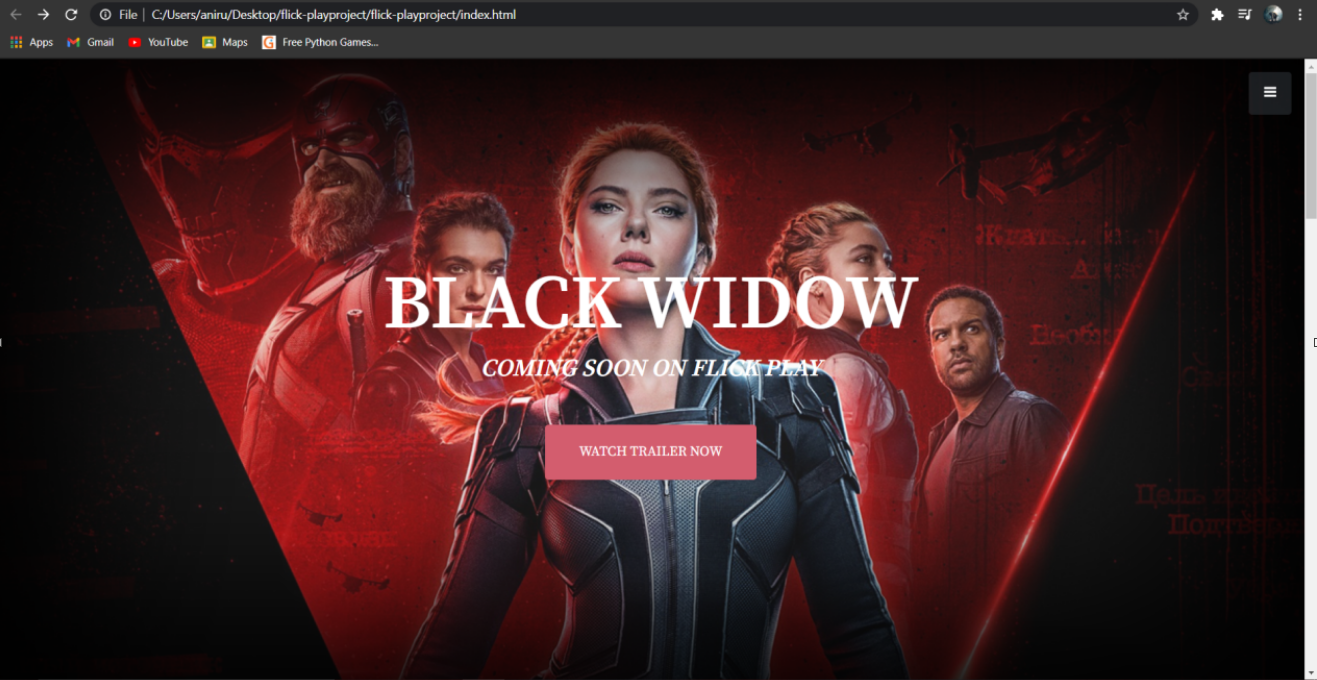 File | C:/Users/aniru/Desktop/flick-playproject/flick-playproject/index.html
Apps Gmail YouTube Maps Free Python Games...
BLACK WIDOW
COMING SOON ON FLICK PLAY
WATCH TRAILER NOW